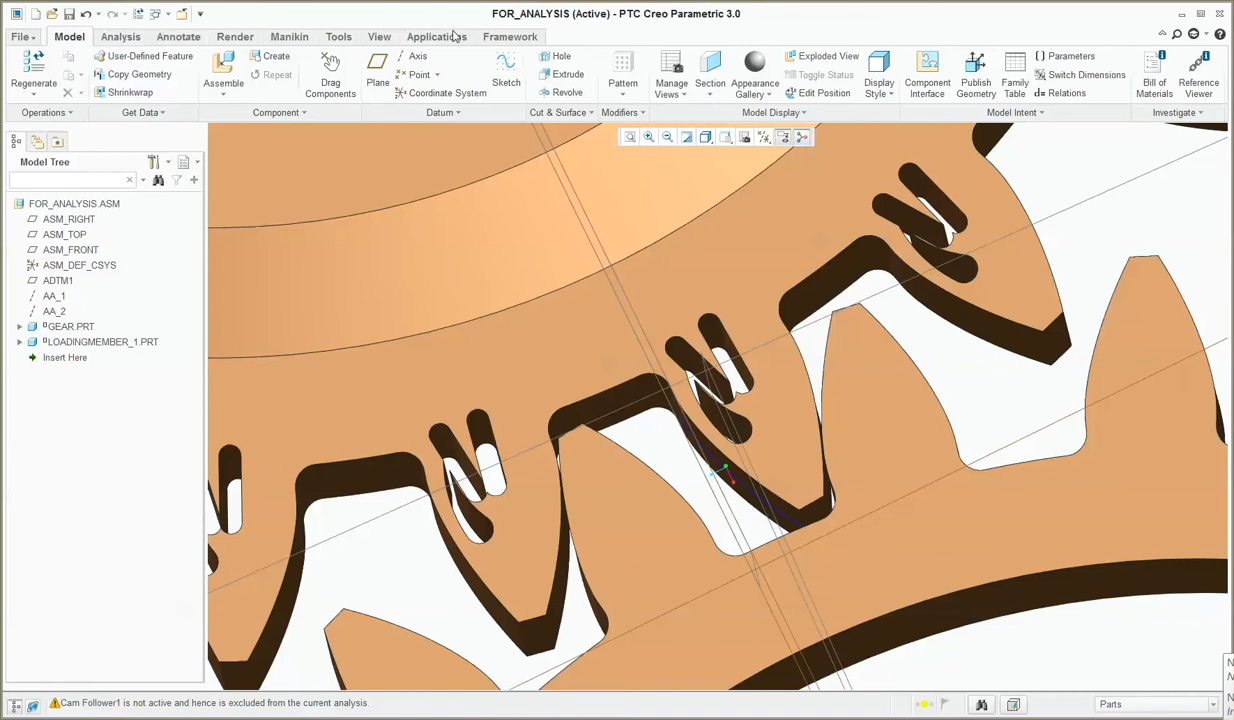 FOR_ANALYSIS (Active) - PTC Creo Parametric 3.0
File Model Analysis Annotate Render Manikin Tools View Applications Framework
Regenerate
User-Defined Feature
Copy Geometry
Shrinkwrap
Create
Repeat
Assemble
Drag Components
Plane
Axis
Point
Coordinate System
Sketch
Hole
Extrude
Revolve
Pattern
Manage Views
Section
Appearance Gallery
Exploded View
Toggle Status
Edit Position
Display Style
Component Interface
Publish Geometry
Family Table
Parameters
Switch Dimensions
Relations
Bill of Materials
Reference Viewer
Operations Get Data Component Datum Cut & Surface Modifiers Model Display Model Intent Investigate
Model Tree
FOR_ANALYSIS.ASM
ASM_RIGHT
ASM_TOP
ASM_FRONT
ASM_DEF_CSYS
ADTM1
AA_1
AA_2
GEAR.PRT
LOADINGMEMBER_1.PRT
Insert Here
Cam Follower1 is not active and hence is excluded from the current analysis.
Parts